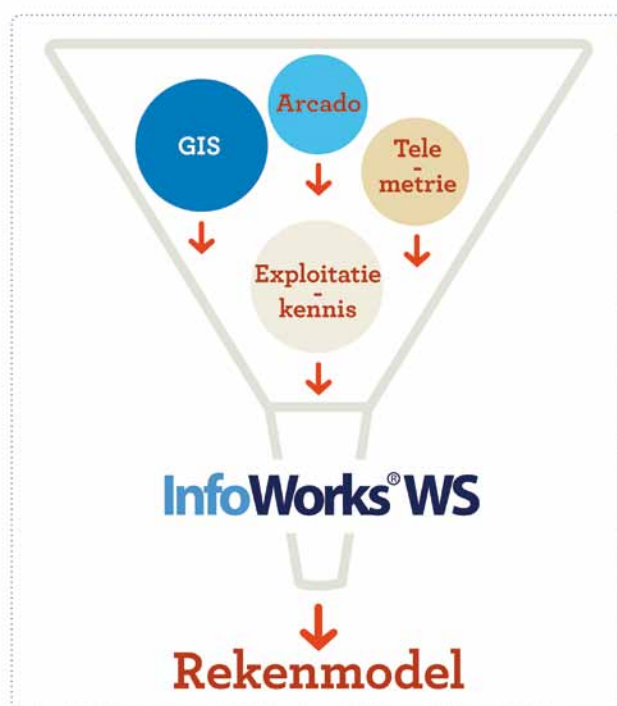 GIS
Arcado
Tele
-
metrie
Exploitatie
-
kennis
InfoWorks® WS
Rekenmodel